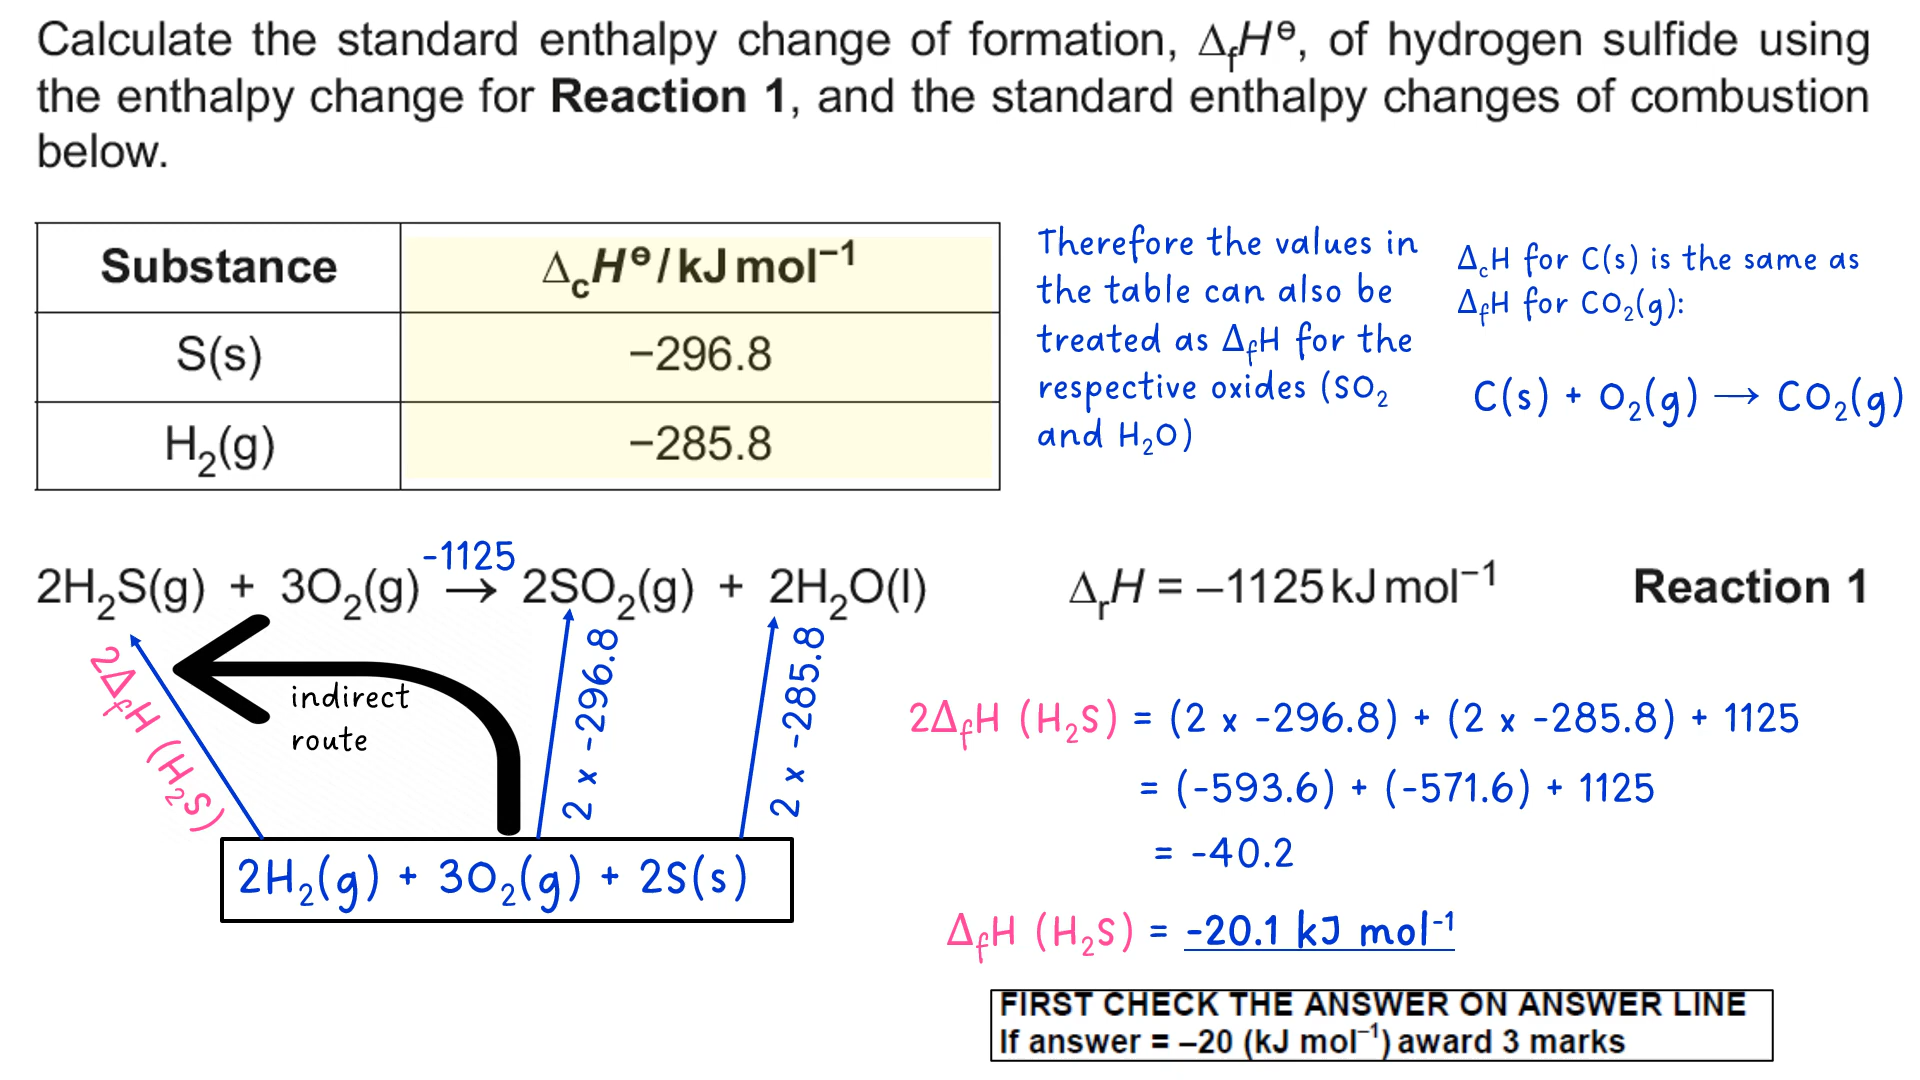 Calculate the standard enthalpy change of formation, ΔfH⦵, of hydrogen sulfide using
the enthalpy change for Reaction 1, and the standard enthalpy changes of combustion
below.
Substance ΔcH⦵ / kJ mol⁻¹
S(s) −296.8
H₂(g) −285.8
Therefore the values in
the table can also be
treated as ΔfH for the
respective oxides (SO₂
and H₂O)
ΔcH for C(s) is the same as
ΔfH for CO₂(g):
C(s) + O₂(g) → CO₂(g)
-1125
2H₂S(g) + 3O₂(g) → 2SO₂(g) + 2H₂O(l) ΔrH = −1125 kJ mol⁻¹ Reaction 1
2ΔfH (H₂S)
indirect
route
2 x -296.8
2 x -285.8
2H₂(g) + 3O₂(g) + 2S(s)
2ΔfH (H₂S) = (2 x -296.8) + (2 x -285.8) + 1125
= (-593.6) + (-571.6) + 1125
= -40.2
ΔfH (H₂S) = -20.1 kJ mol⁻¹
FIRST CHECK THE ANSWER ON ANSWER LINE
If answer = −20 (kJ mol⁻¹) award 3 marks